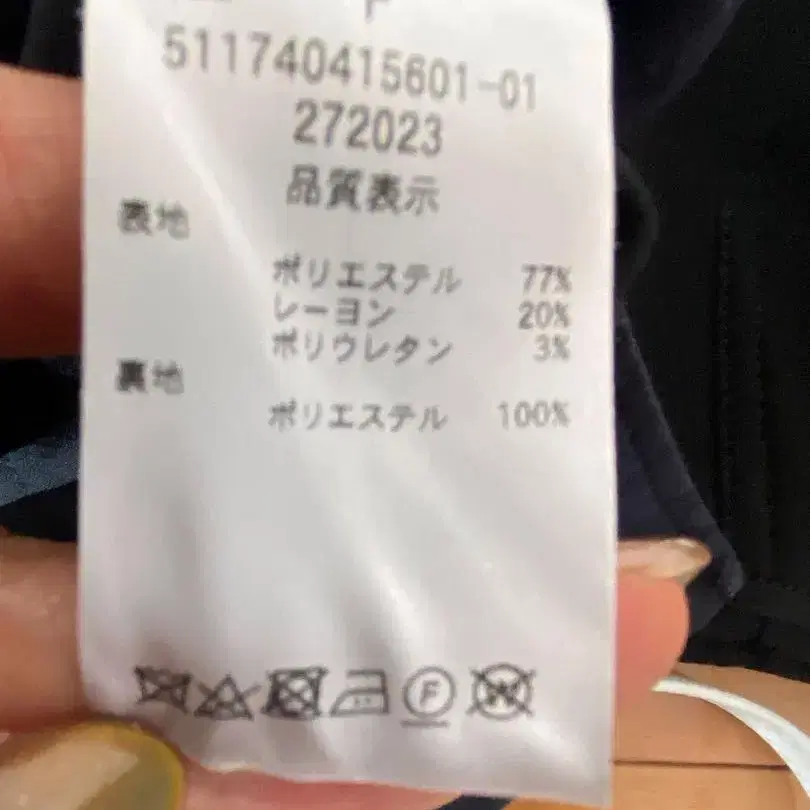 F
511740415601-01
272023
品質表示
表地
ポリエステル 77%
レーヨン 20%
ポリウレタン 3%
裏地
ポリエステル 100%
F W